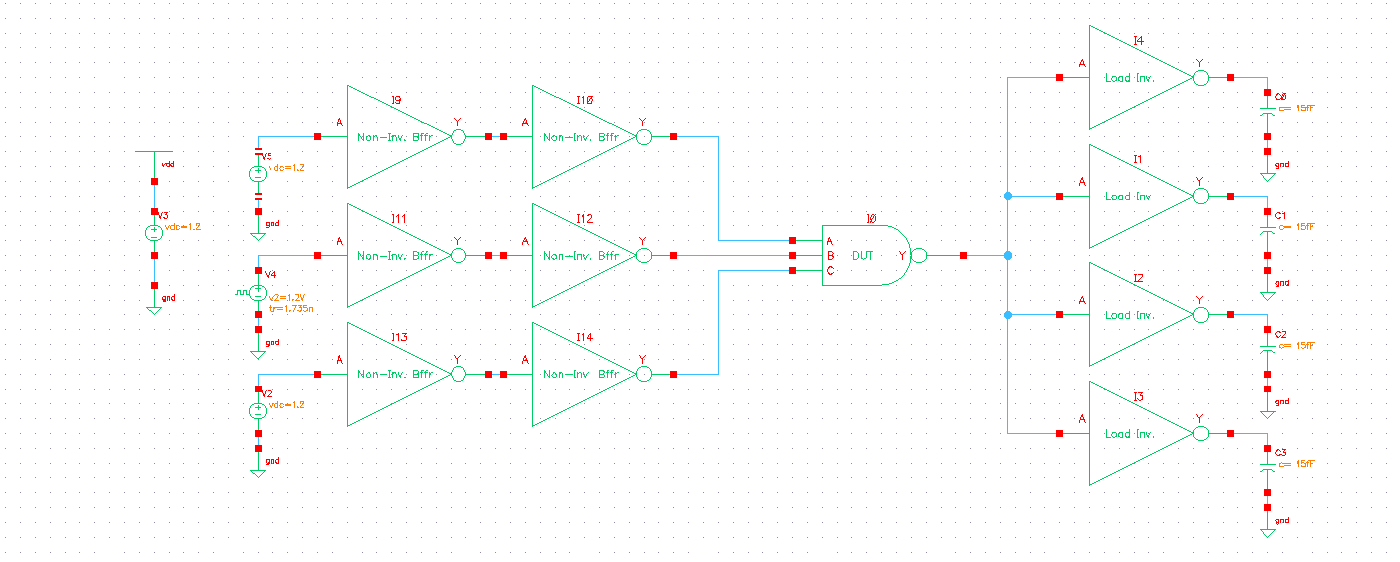 vdd
V3
vdc=1.2
gnd
V5
vdc=1.2
gnd
V4
v2=1.2V
tr=1.735n
gnd
V2
vdc=1.2
gnd
I9
A
Non-Inv. Bffr
Y
I10
A
Non-Inv. Bffr
Y
I11
A
Non-Inv. Bffr
Y
I12
A
Non-Inv. Bffr
Y
I13
A
Non-Inv. Bffr
Y
I14
A
Non-Inv. Bffr
Y
I0
A
B DUT Y
C
I4
A
Load Inv.
Y
C0
c= 15fF
gnd
I1
A
Load Inv.
Y
C1
c= 15fF
gnd
I2
A
Load Inv.
Y
C2
c= 15fF
gnd
I3
A
Load Inv.
Y
C3
c= 15fF
gnd